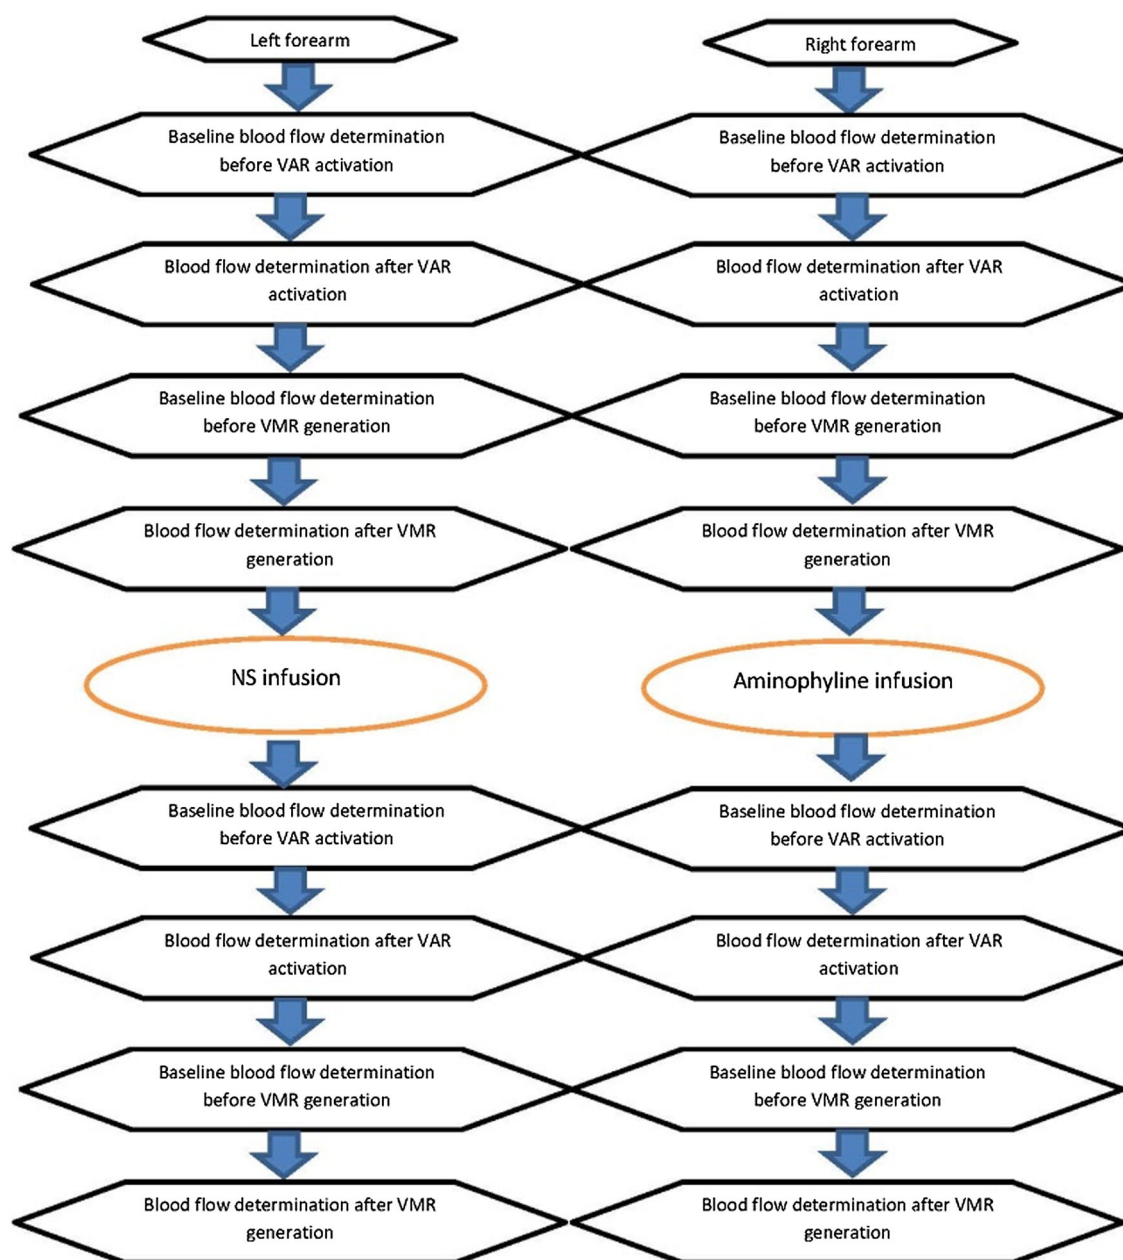 Left forearm
Baseline blood flow determination
before VAR activation
Blood flow determination after VAR
activation
Baseline blood flow determination
before VMR generation
Blood flow determination after VMR
generation
NS infusion
Baseline blood flow determination
before VAR activation
Blood flow determination after VAR
activation
Baseline blood flow determination
before VMR generation
Blood flow determination after VMR
generation
Right forearm
Baseline blood flow determination
before VAR activation
Blood flow determination after VAR
activation
Baseline blood flow determination
before VMR generation
Blood flow determination after VMR
generation
Aminophyline infusion
Baseline blood flow determination
before VAR activation
Blood flow determination after VAR
activation
Baseline blood flow determination
before VMR generation
Blood flow determination after VMR
generation